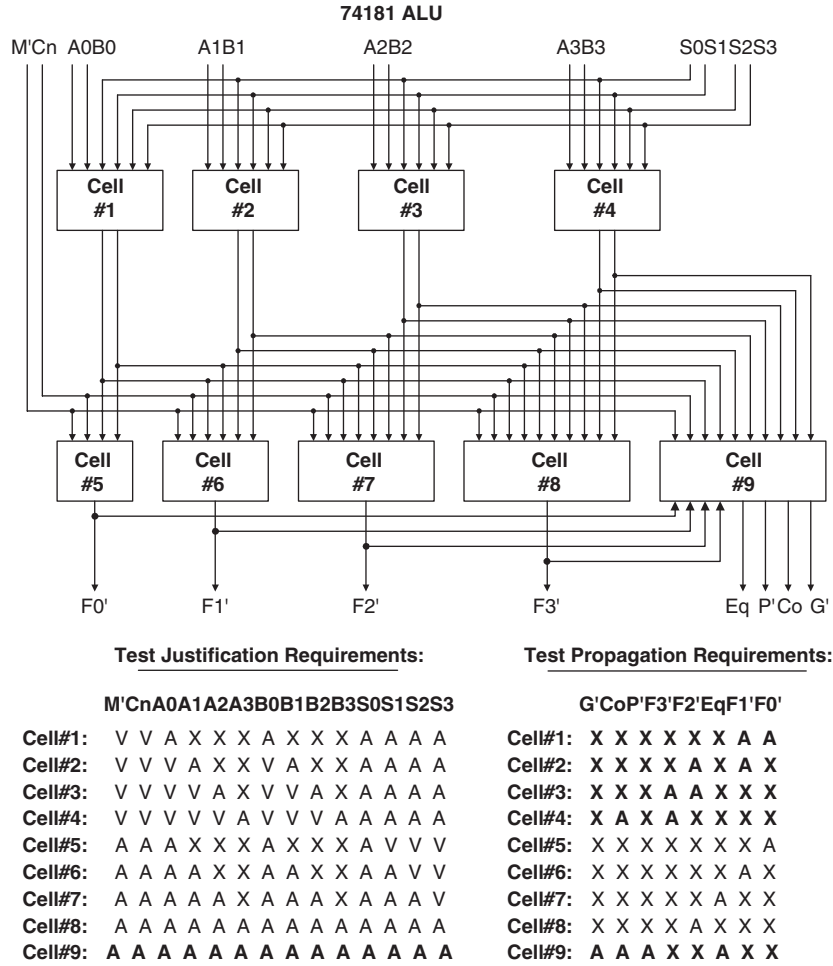 74181 ALU
M'Cn A0B0 A1B1 A2B2 A3B3 S0S1S2S3
Cell #1
Cell #2
Cell #3
Cell #4
Cell #5
Cell #6
Cell #7
Cell #8
Cell #9
F0' F1' F2' F3' Eq P' Co G'
Test Justification Requirements: Test Propagation Requirements:
M'CnA0A1A2A3B0B1B2B3S0S1S2S3 G'CoP'F3'F2'EqF1'F0'
Cell#1: V V A X X X A X X X A A A A Cell#1: X X X X X X A A
Cell#2: V V V A X X V A X X A A A A Cell#2: X X X X A X A X
Cell#3: V V V V A X V V A X A A A A Cell#3: X X X A A X X X
Cell#4: V V V V V A V V V A A A A A Cell#4: X A X A X X X X
Cell#5: A A A X X X A X X X A V V V Cell#5: X X X X X X X A
Cell#6: A A A A X X A A X X A A V V Cell#6: X X X X X X A X
Cell#7: A A A A A X A A A X A A A V Cell#7: X X X X X A X X
Cell#8: A A A A A A A A A A A A A A Cell#8: X X X X A X X X
Cell#9: A A A A A A A A A A A A A A Cell#9: A A A X X A X X